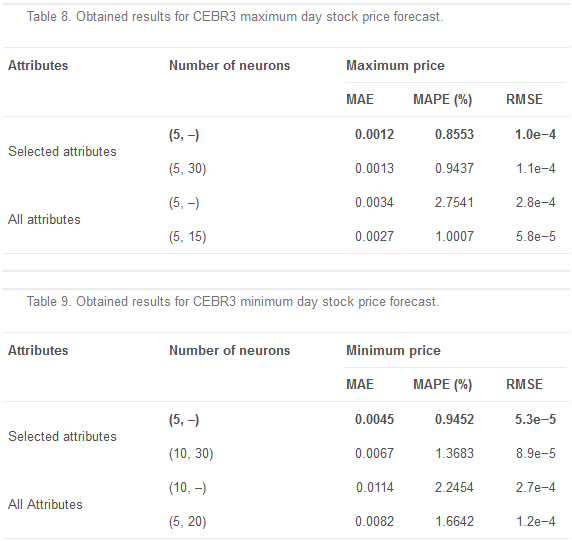 Table 8. Obtained results for CEBR3 maximum day stock price forecast.
Attributes Number of neurons Maximum price
MAE MAPE (%) RMSE
Selected attributes
(5, –) 0.0012 0.8553 1.0e−4
(5, 30) 0.0013 0.9437 1.1e−4
All attributes
(5, –) 0.0034 2.7541 2.8e−4
(5, 15) 0.0027 1.0007 5.8e−5
Table 9. Obtained results for CEBR3 minimum day stock price forecast.
Attributes Number of neurons Minimum price
MAE MAPE (%) RMSE
Selected attributes
(5, –) 0.0045 0.9452 5.3e−5
(10, 30) 0.0067 1.3683 8.9e−5
All Attributes
(10, –) 0.0114 2.2454 2.7e−4
(5, 20) 0.0082 1.6642 1.2e−4